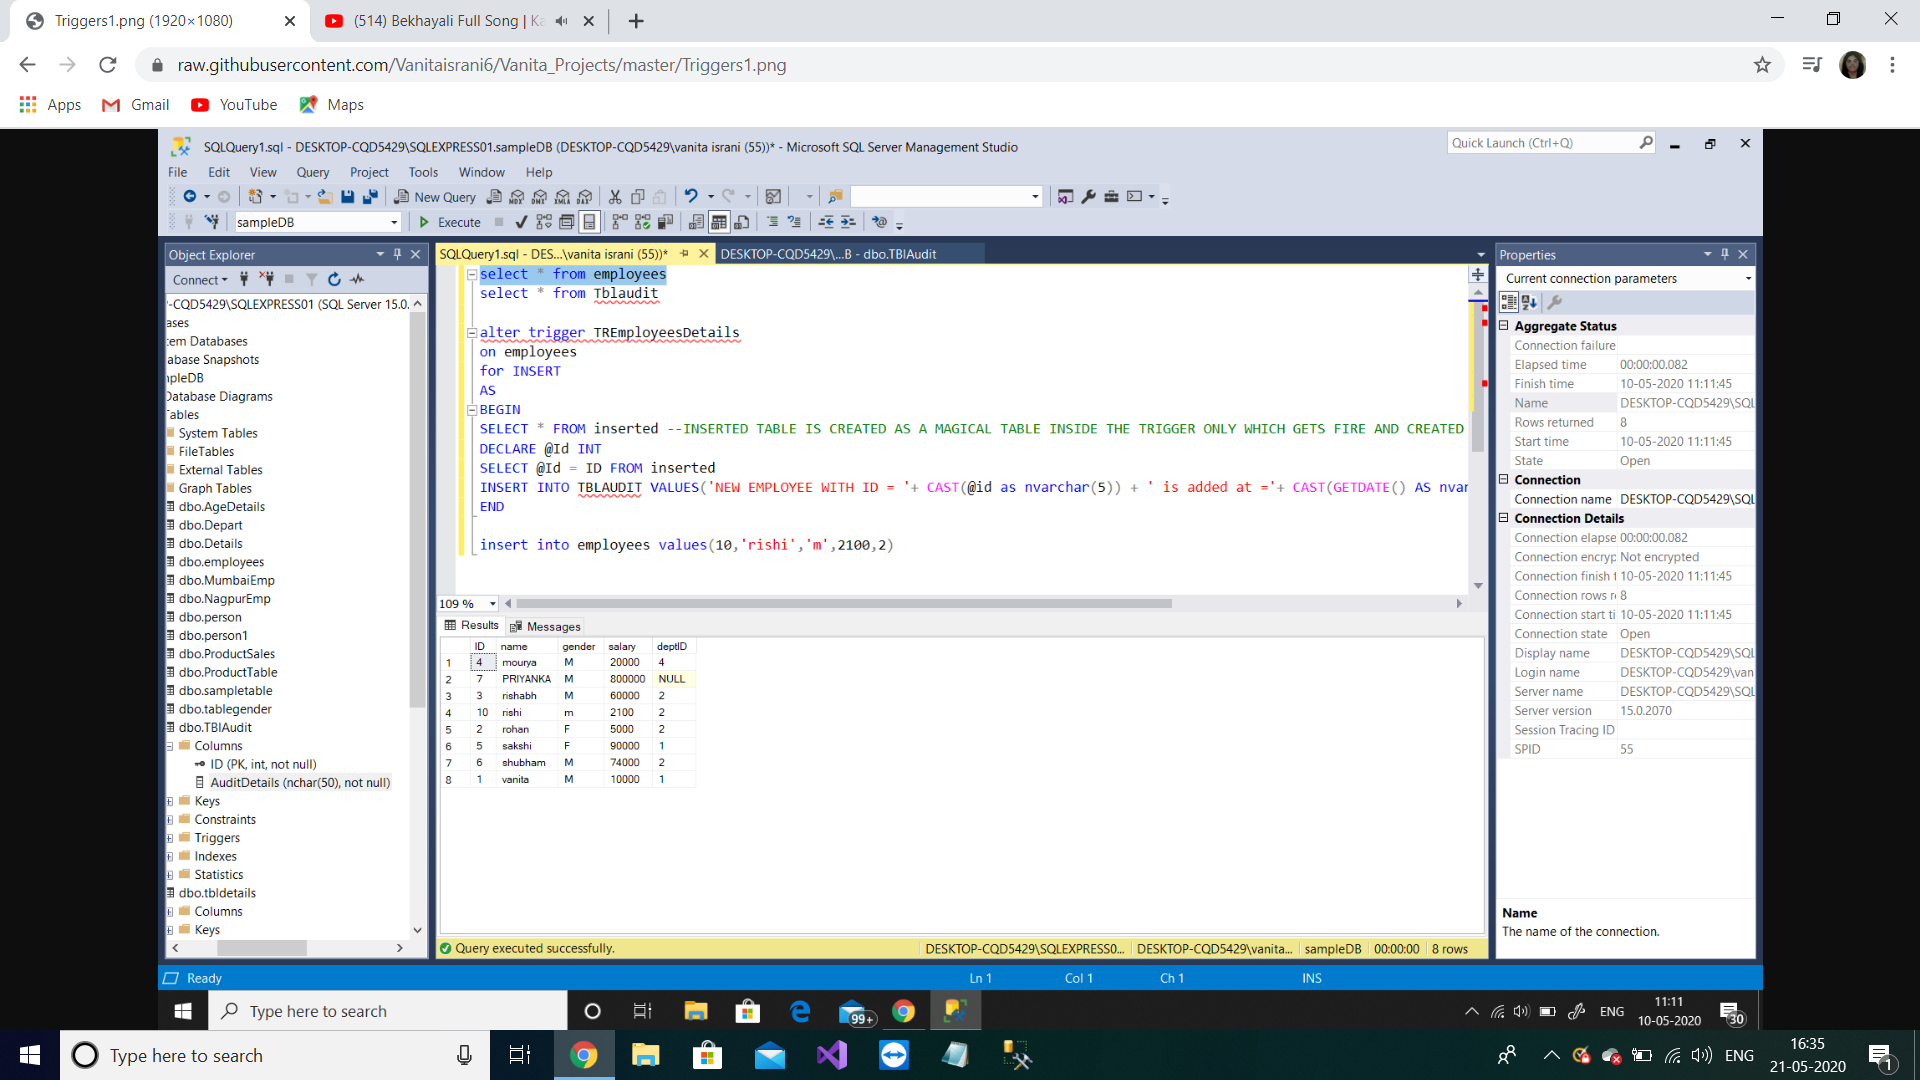 Triggers1.png (1920×1080)
(514) Bekhayali Full Song | Ka
raw.githubusercontent.com/Vanitaisrani6/Vanita_Projects/master/Triggers1.png
Apps Gmail YouTube Maps
SQLQuery1.sql - DESKTOP-CQD5429\SQLEXPRESS01.sampleDB (DESKTOP-CQD5429\vanita israni (55))* - Microsoft SQL Server Management Studio
Quick Launch (Ctrl+Q)
File Edit View Query Project Tools Window Help
New Query
sampleDB
Execute
Object Explorer
Connect
-CQD5429\SQLEXPRESS01 (SQL Server 15.0.
ases
tem Databases
abase Snapshots
pleDB
Database Diagrams
Tables
System Tables
FileTables
External Tables
Graph Tables
dbo.AgeDetails
dbo.Depart
dbo.Details
dbo.employees
dbo.MumbaiEmp
dbo.NagpurEmp
dbo.person
dbo.person1
dbo.ProductSales
dbo.ProductTable
dbo.sampletable
dbo.tablegender
dbo.TBlAudit
Columns
ID (PK, int, not null)
AuditDetails (nchar(50), not null)
Keys
Constraints
Triggers
Indexes
Statistics
dbo.tbldetails
Columns
Keys
SQLQuery1.sql - DES...\vanita israni (55))*
DESKTOP-CQD5429\...B - dbo.TBlAudit
select * from employees
select * from Tblaudit
alter trigger TREmployeesDetails
on employees
for INSERT
AS
BEGIN
SELECT * FROM inserted --INSERTED TABLE IS CREATED AS A MAGICAL TABLE INSIDE THE TRIGGER ONLY WHICH GETS FIRE AND CREATED
DECLARE @Id INT
SELECT @Id = ID FROM inserted
INSERT INTO TBLAUDIT VALUES('NEW EMPLOYEE WITH ID = '+ CAST(@id as nvarchar(5)) + ' is added at ='+ CAST(GETDATE() AS nvar
END
insert into employees values(10,'rishi','m',2100,2)
109 %
Results Messages
ID name gender salary deptID
1 4 mourya M 20000 4
2 7 PRIYANKA M 800000 NULL
3 3 rishabh M 60000 2
4 10 rishi m 2100 2
5 2 rohan F 5000 2
6 5 sakshi F 90000 1
7 6 shubham M 74000 2
8 1 vanita M 10000 1
Query executed successfully.
DESKTOP-CQD5429\SQLEXPRESS0... DESKTOP-CQD5429\vanita... sampleDB 00:00:00 8 rows
Properties
Current connection parameters
Aggregate Status
Connection failure
Elapsed time 00:00:00.082
Finish time 10-05-2020 11:11:45
Name DESKTOP-CQD5429\SQL
Rows returned 8
Start time 10-05-2020 11:11:45
State Open
Connection
Connection name DESKTOP-CQD5429\SQL
Connection Details
Connection elapse 00:00:00.082
Connection encryp Not encrypted
Connection finish t 10-05-2020 11:11:45
Connection rows re 8
Connection start ti 10-05-2020 11:11:45
Connection state Open
Display name DESKTOP-CQD5429\SQL
Login name DESKTOP-CQD5429\van
Server name DESKTOP-CQD5429\SQL
Server version 15.0.2070
Session Tracing ID
SPID 55
Name
The name of the connection.
Ready
Ln 1 Col 1 Ch 1 INS
Type here to search
99+
ENG
11:11
10-05-2020
30
Type here to search
ENG
16:35
21-05-2020
1